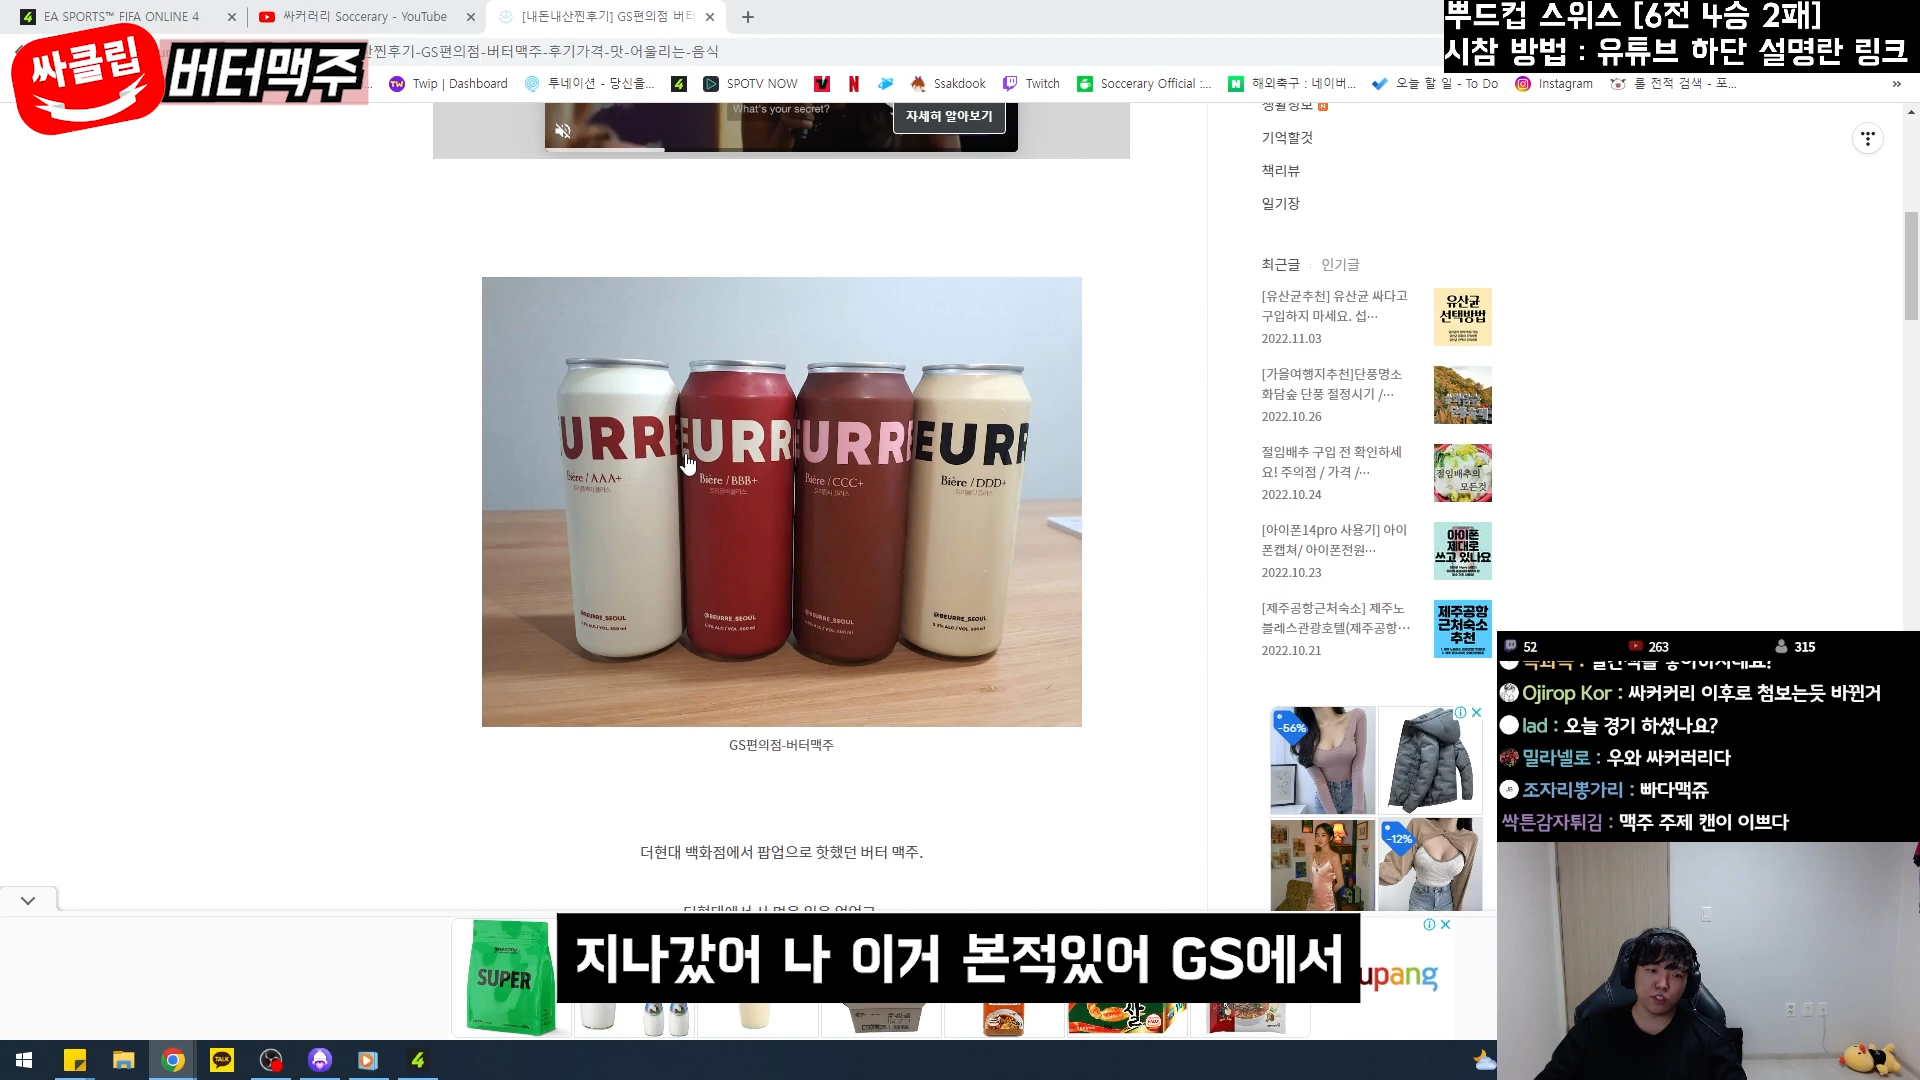 EA SPORTS™ FIFA ONLINE 4
싸커러리 Soccerary - YouTube
[내돈내산찐후기] GS편의점 버터
뿌드컵 스위스 [6전 4승 2패]
시참 방법 : 유튜브 하단 설명란 링크
싸클립
버터맥주
산찐후기-GS편의점-버터맥주-후기가격-맛-어울리는-음식
Twip | Dashboard
투네이션 - 당신을...
SPOTV NOW
Ssakdook
Twitch
Soccerary Official :...
해외축구 : 네이버...
오늘 할 일 - To Do
Instagram
롤 전적 검색 - 포...
What's your secret?
자세히 알아보기
생활정보
기억할것
책리뷰
일기장
최근글
인기글
[유산균추천] 유산균 싸다고
구입하지 마세요. 섭…
2022.11.03
유산균
선택방법
[가을여행지추천]단풍명소
화담숲 단풍 절정시기 /…
2022.10.26
절임배추 구입 전 확인하세
요! 주의점 / 가격 /…
2022.10.24
절임배추의
모든것
[아이폰14pro 사용기] 아이
폰캡쳐/ 아이폰전원…
2022.10.23
아이폰
제대로
쓰고 있나요
[제주공항근처숙소] 제주노
블레스관광호텔(제주공항…
2022.10.21
제주공항
근처숙소
추천
EURRE
Bière / AAA+
EURR
Bière / BBB+
EURR
Bière / CCC+
EURR
Bière / DDD+
@BEURRE_SEOUL
@BEURRE_SEOUL
@BEURRE_SEOUL
@BEURRE_SEOUL
GS편의점-버터맥주
더현대 백화점에서 팝업으로 핫했던 버터 맥주.
-56%
-12%
52
263
315
Ojirop Kor : 싸커커리 이후로 첨보는듯 바뀐거
lad : 오늘 경기 하셨나요?
밀라넬로 : 우와 싸커러리다
조자리뽕가리 : 빠다맥쥬
싹튼감자튀김 : 맥주 주제 캔이 이쁘다
SUPER
지나갔어 나 이거 본적있어 GS에서
upang
쌀
TALK